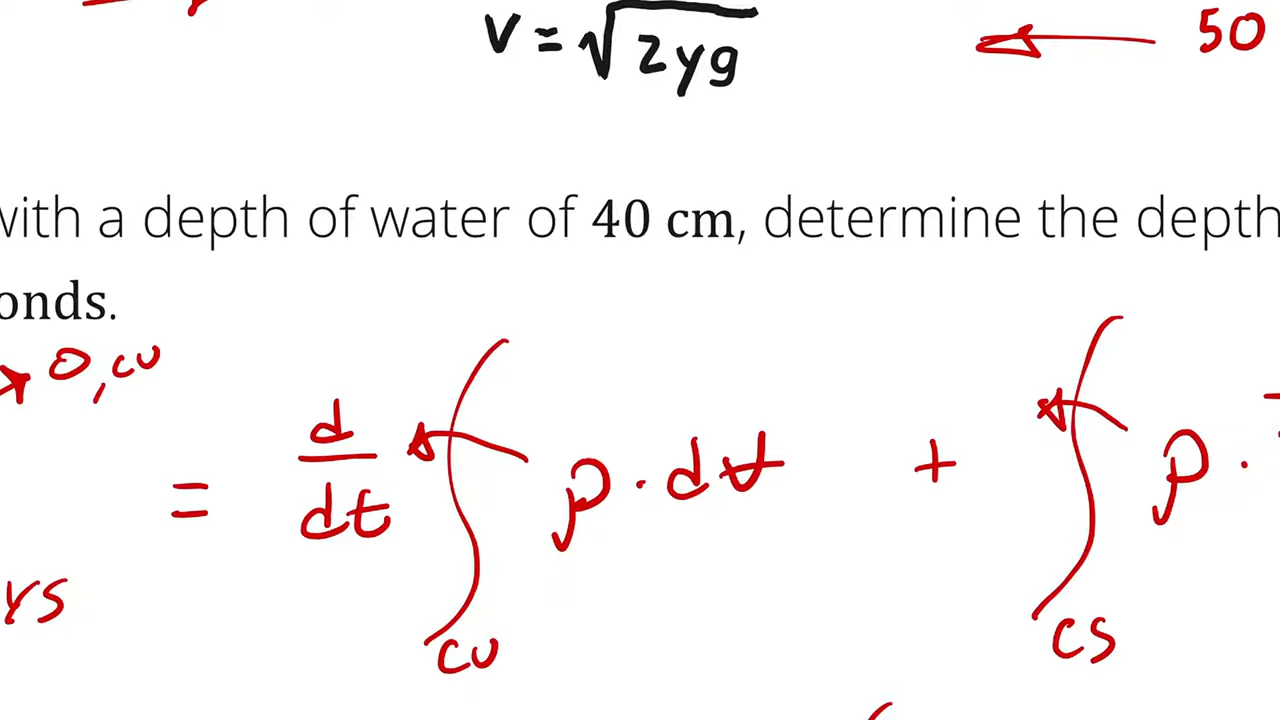 v = √2yg
50
with a depth of water of 40 cm, determine the depth
onds.
0, cv
= d/dt ∫ ρ · dV + ∫ ρ ·
YS
CV
CS